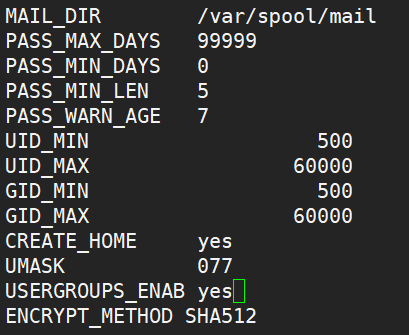 MAIL_DIR        /var/spool/mail
PASS_MAX_DAYS   99999
PASS_MIN_DAYS   0
PASS_MIN_LEN    5
PASS_WARN_AGE   7
UID_MIN                   500
UID_MAX                 60000
GID_MIN                   500
GID_MAX                 60000
CREATE_HOME     yes
UMASK           077
USERGROUPS_ENAB yes
ENCRYPT_METHOD SHA512